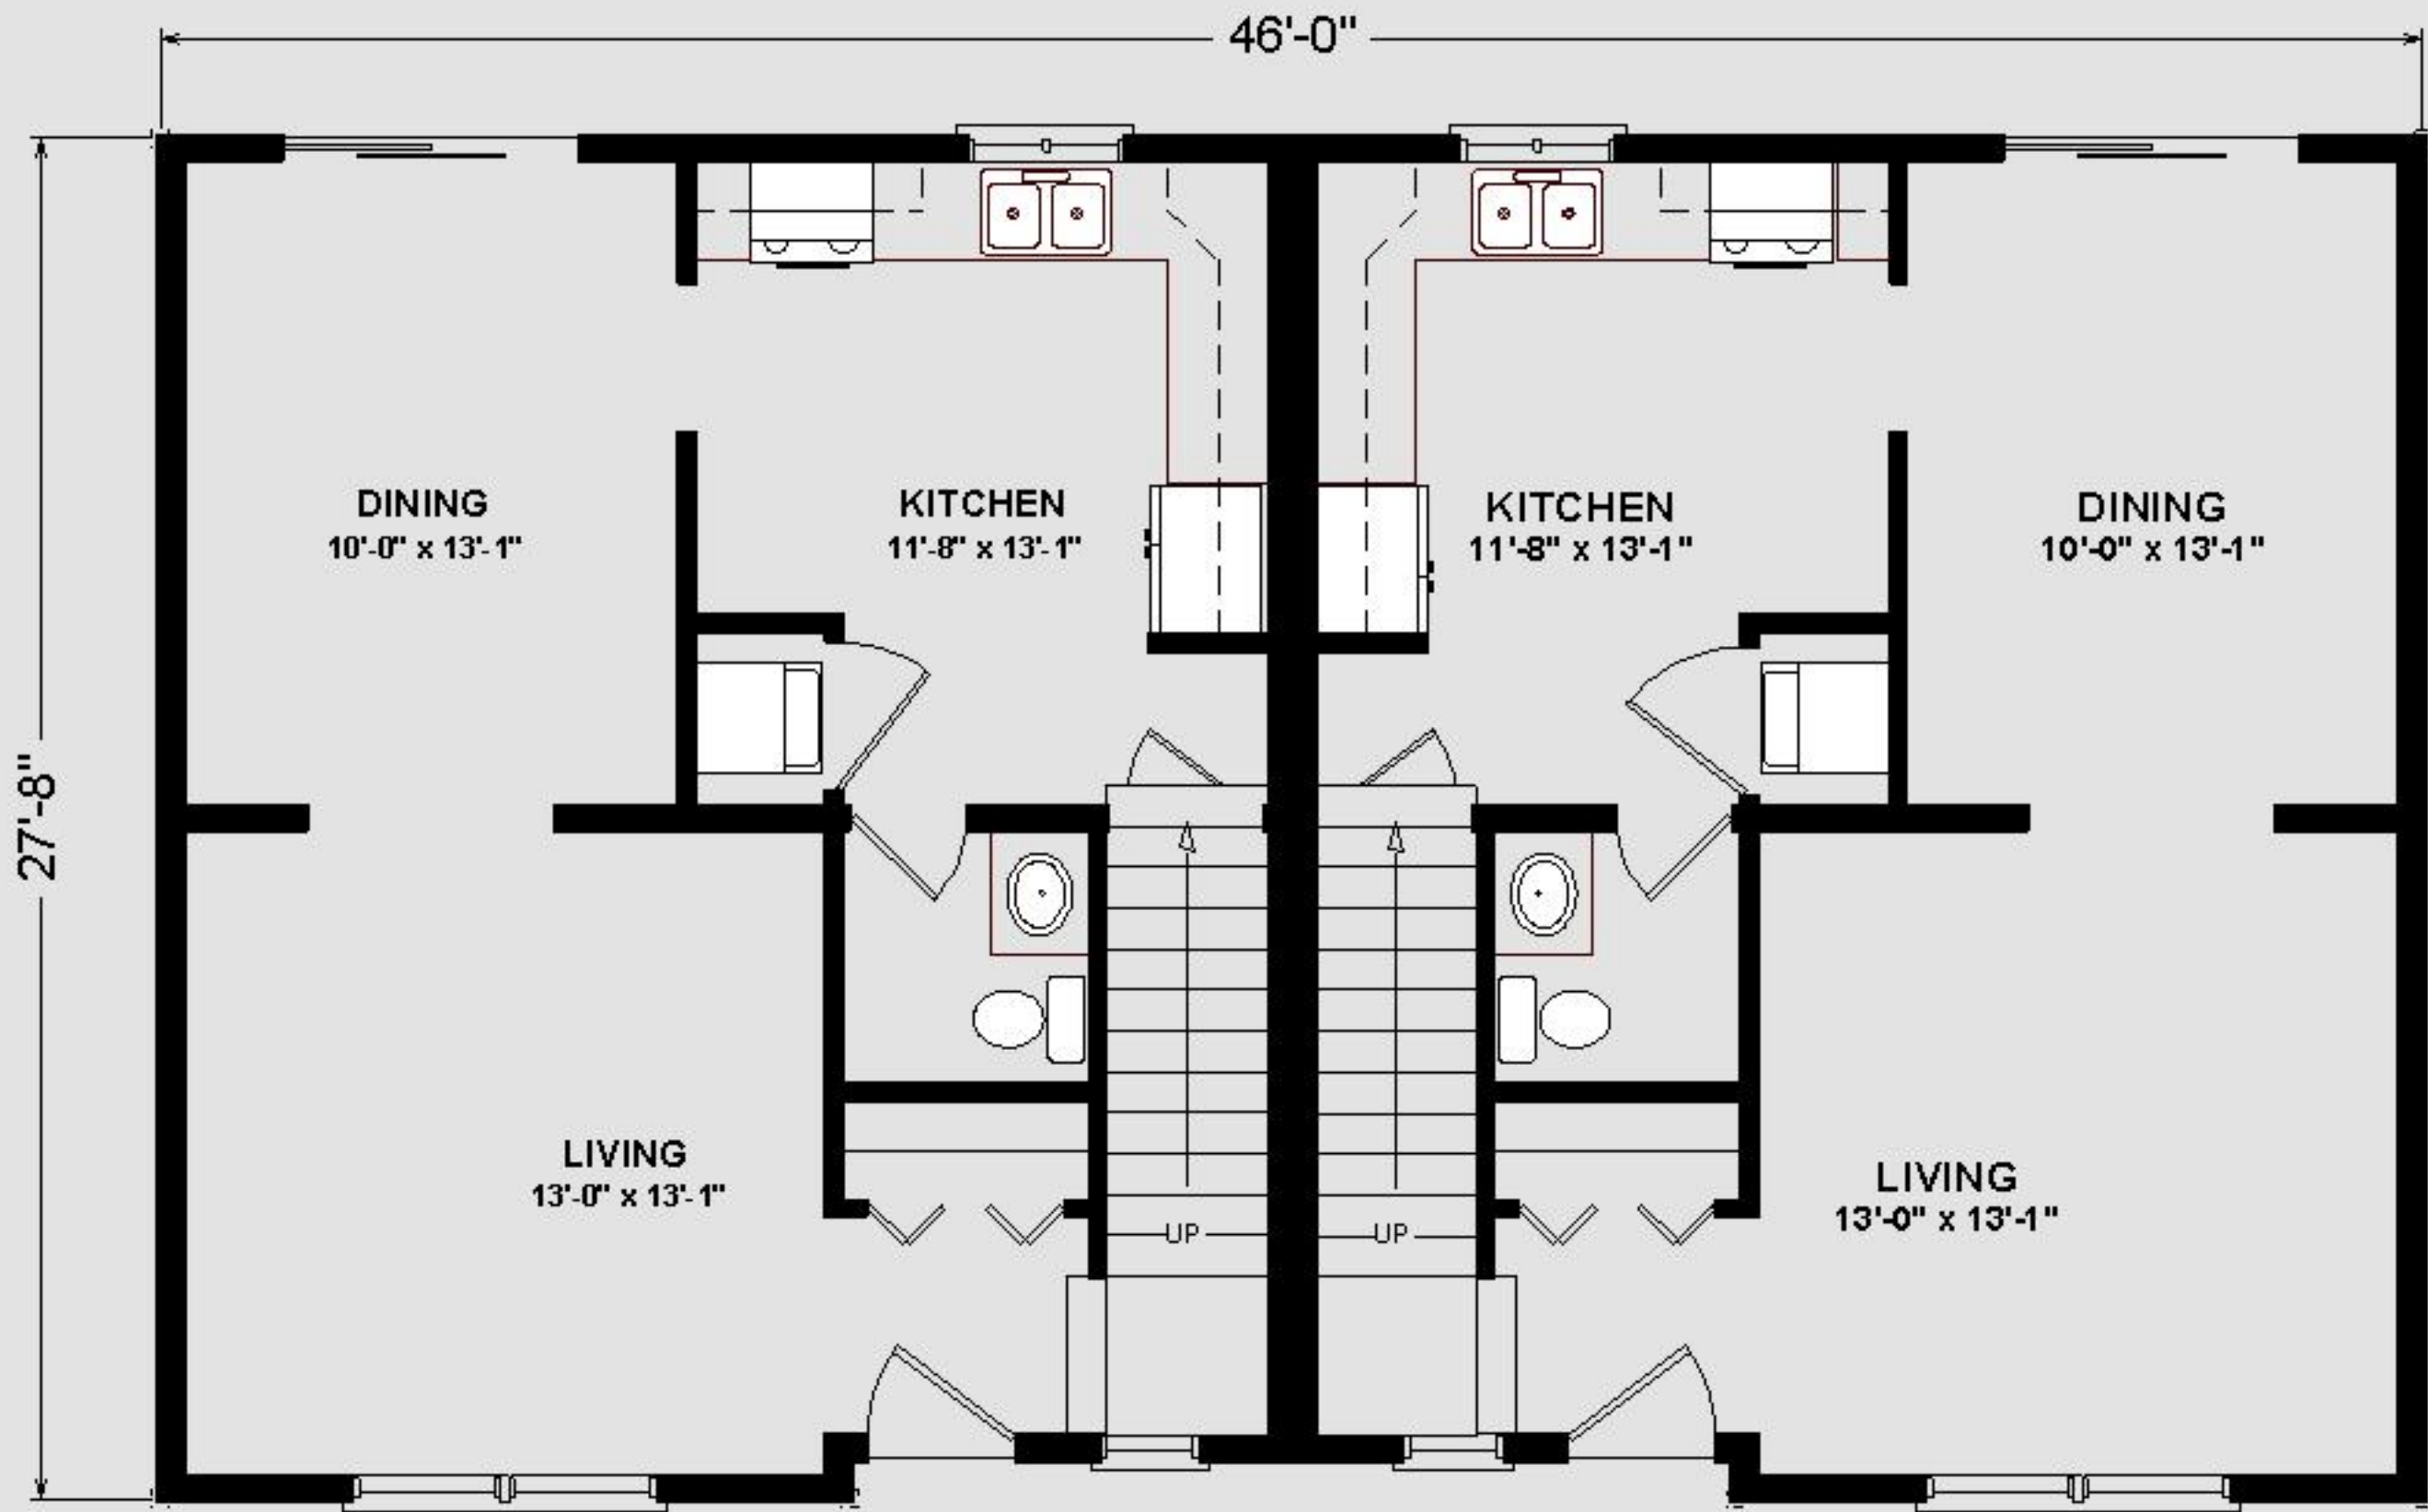 46'-0"
DINING
10'-0" x 13'-1"
KITCHEN
11'-8" x 13'-1"
KITCHEN
11'-8" x 13'-1"
DINING
10'-0" x 13'-1"
27'-8"
LIVING
13'-0" x 13'-1"
LIVING
13'-0" x 13'-1"
UP
UP